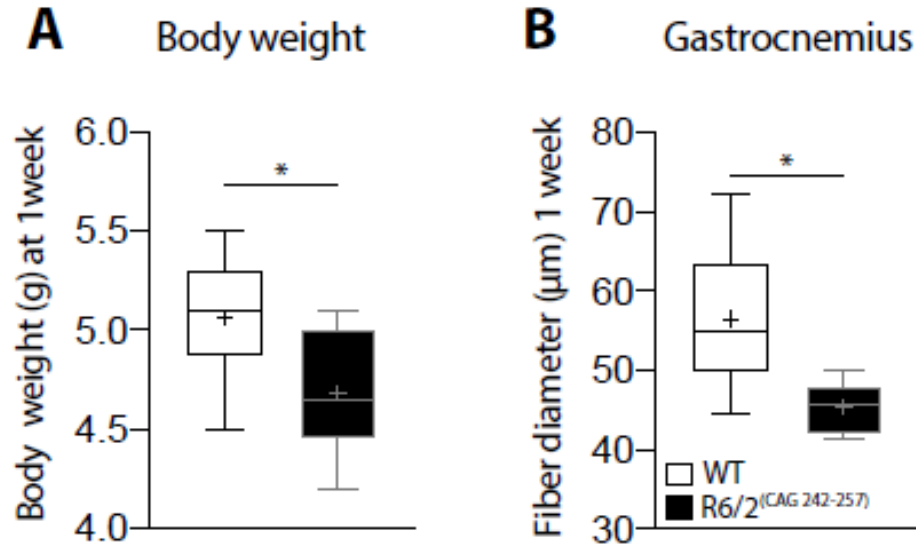 A Body weight
Body weight (g) at 1week
6.0
5.5
5.0
4.5
4.0
*
B Gastrocnemius
Fiber diameter (µm) 1 week
80
70
60
50
40
30
*
WT
R6/2(CAG 242-257)